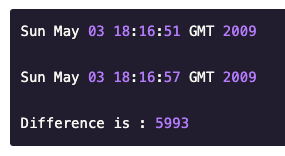 Sun May 03 18:16:51 GMT 2009
Sun May 03 18:16:57 GMT 2009
Difference is : 5993